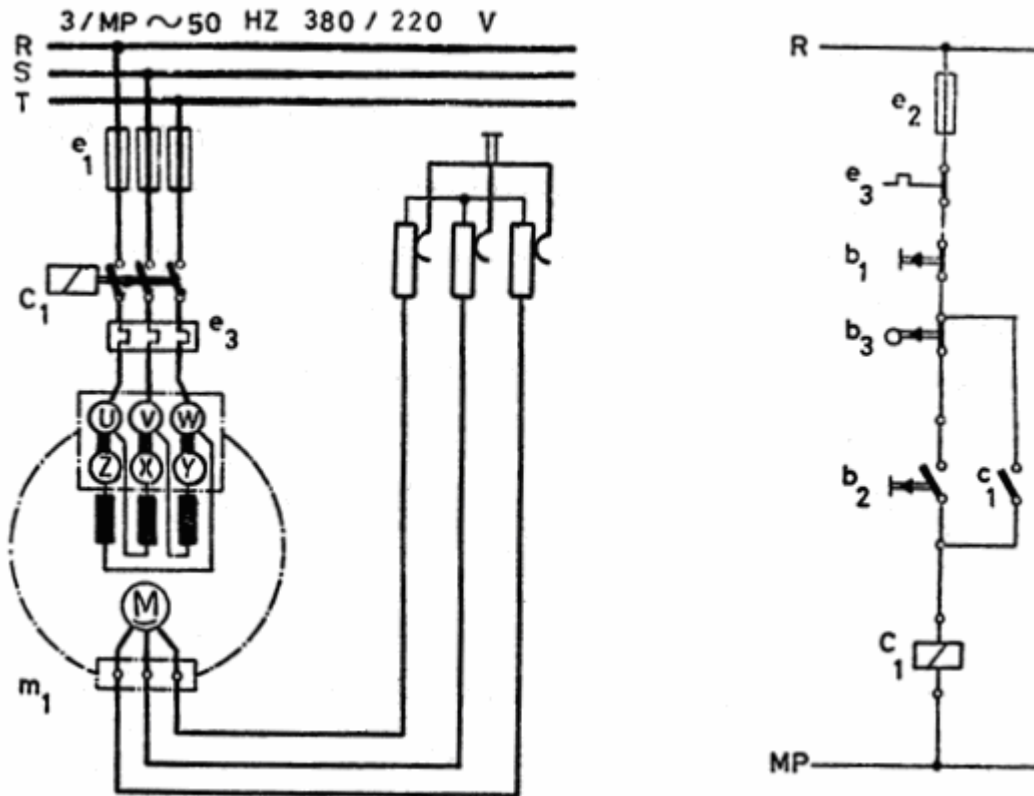 3/MP ~ 50 HZ 380 / 220 V
R
S
T
e1
C1
e3
U V W
Z X Y
M
m1
R
e2
e3
b1
b3
b2 c1
C1
MP